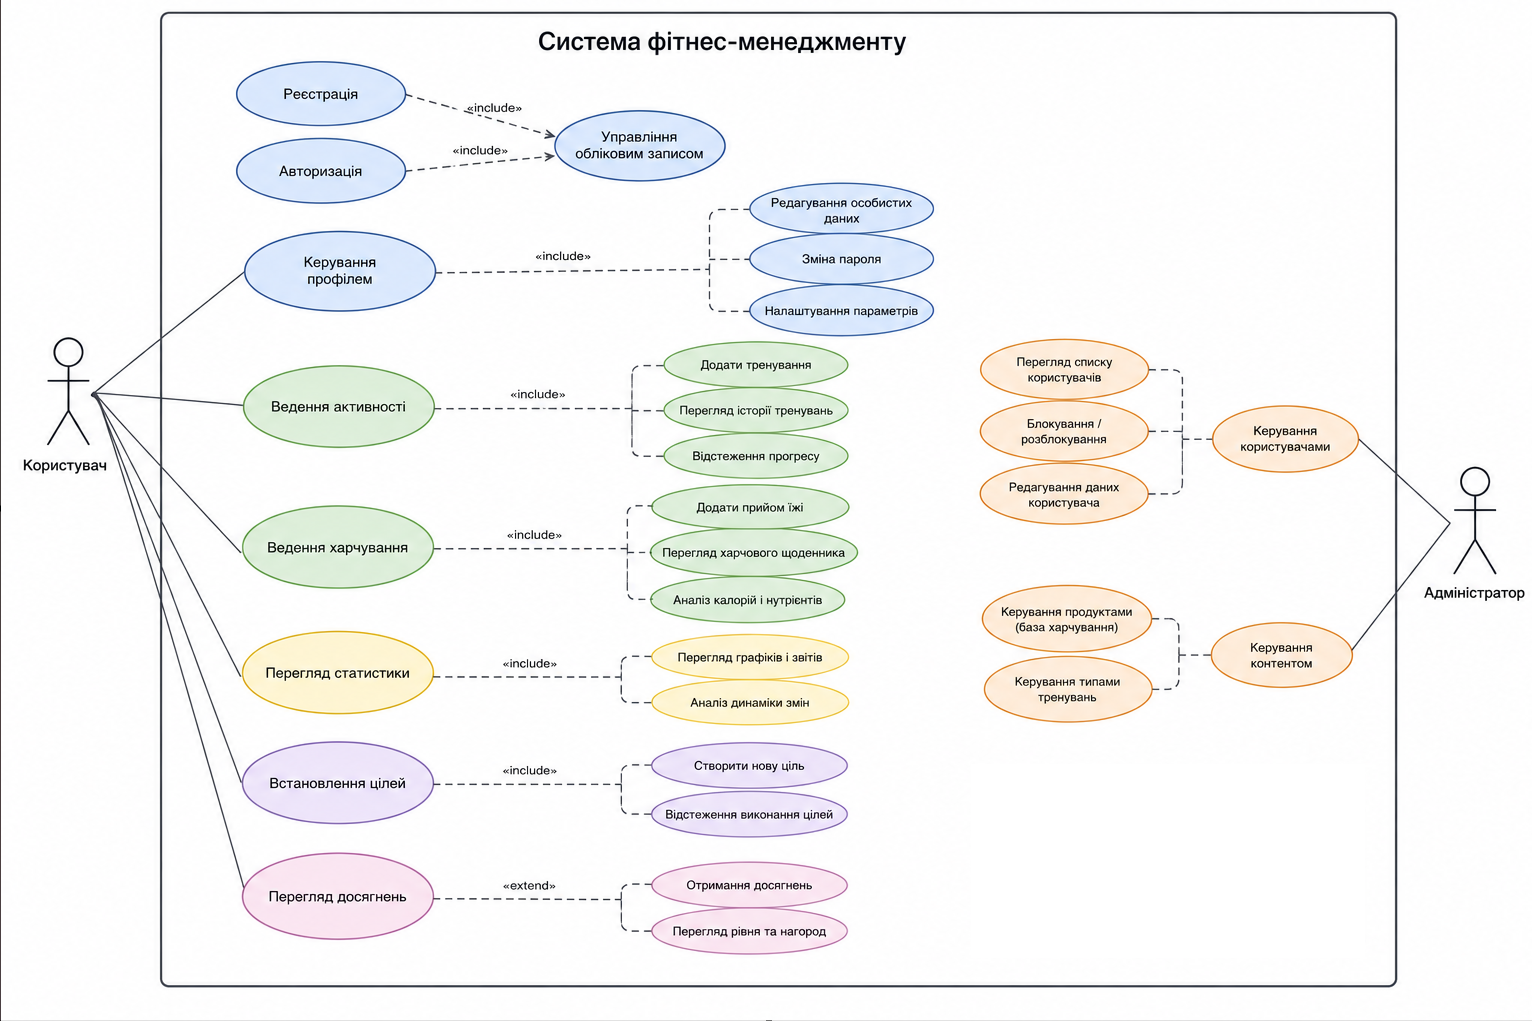 Система фітнес-менеджменту
Реєстрація
«include»
Управління
обліковим записом
Авторизація
«include»
Керування
профілем
«include»
Редагування особистих
даних
Зміна пароля
Налаштування параметрів
Користувач
Ведення активності
«include»
Додати тренування
Перегляд історії тренувань
Відстеження прогресу
Ведення харчування
«include»
Додати прийом їжі
Перегляд харчового щоденника
Аналіз калорій і нутрієнтів
Перегляд статистики
«include»
Перегляд графіків і звітів
Аналіз динаміки змін
Встановлення цілей
«include»
Створити нову ціль
Відстеження виконання цілей
Перегляд досягнень
«extend»
Отримання досягнень
Перегляд рівня та нагород
Перегляд списку
користувачів
Блокування /
розблокування
Редагування даних
користувача
Керування
користувачами
Керування продуктами
(база харчування)
Керування типами
тренувань
Керування
контентом
Адміністратор